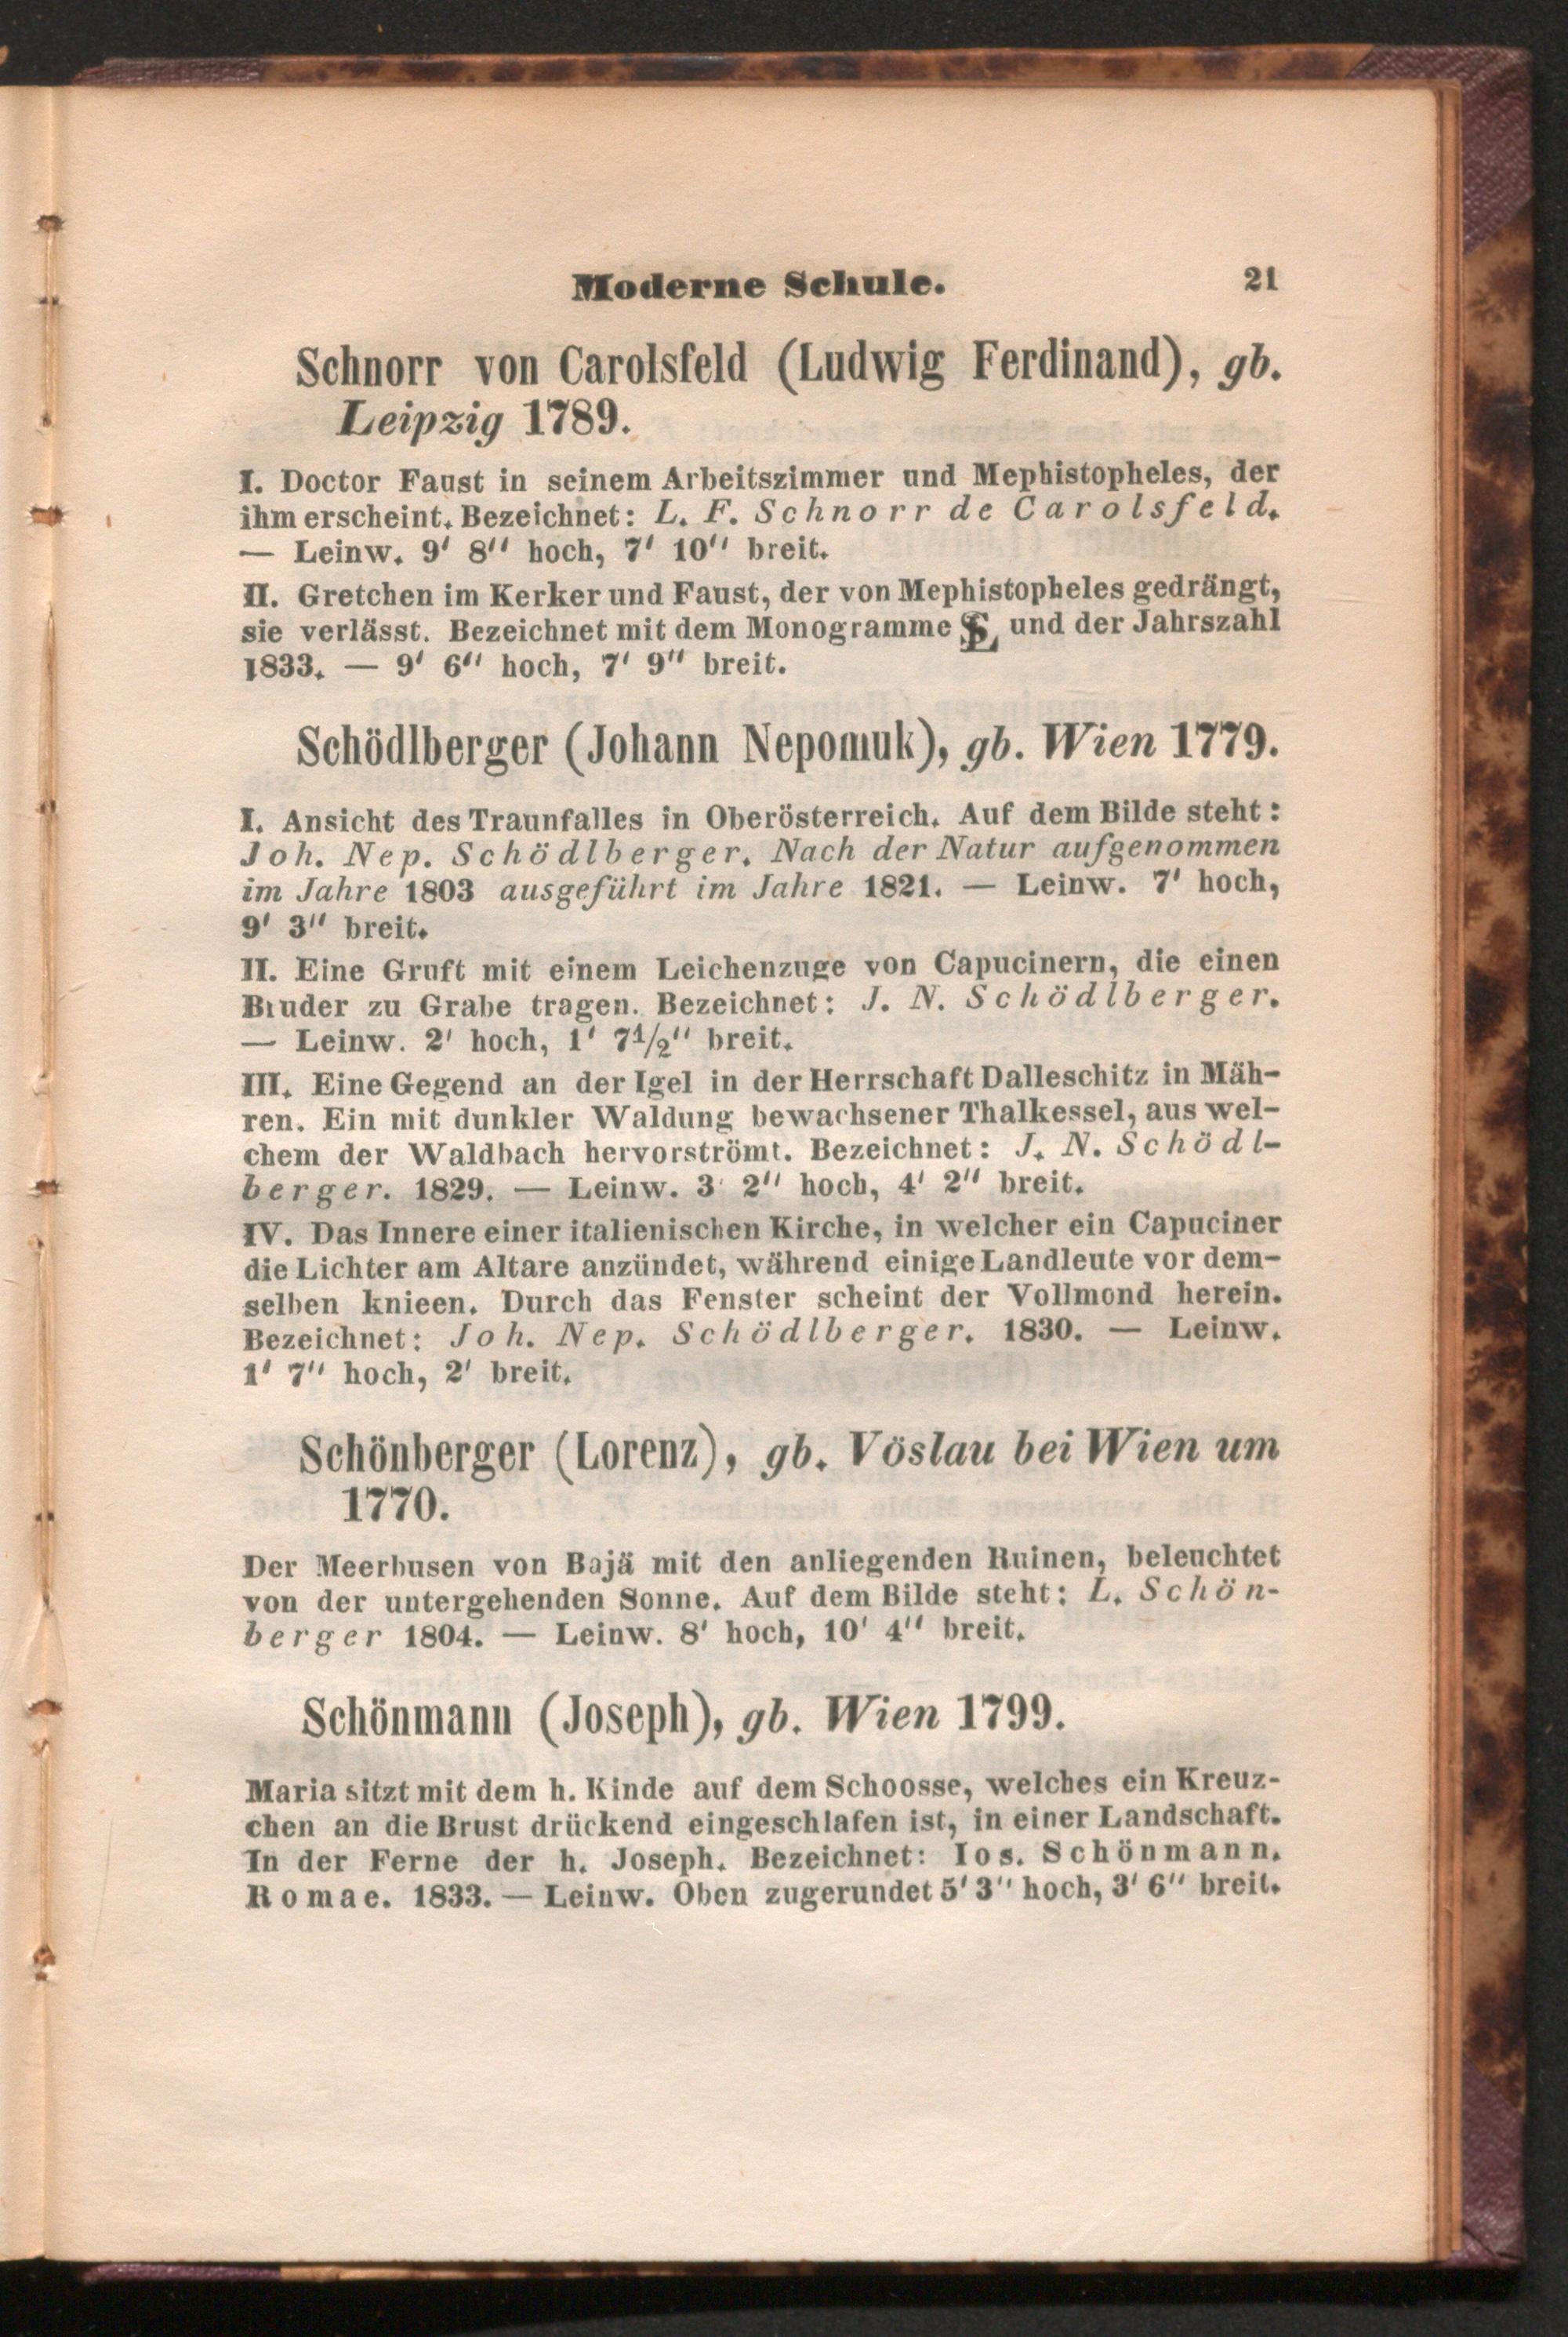 Moderne Schule. 21
Schnorr von Carolsfeld (Ludwig Ferdinand), gb.
Leipzig 1789.
I. Doctor Faust in seinem Arbeitszimmer und Mephistopheles, der
ihm erscheint. Bezeichnet: L. F. Schnorr de Carolsfeld.
— Leinw. 9' 8'' hoch, 7' 10'' breit.
II. Gretchen im Kerker und Faust, der von Mephistopheles gedrängt,
sie verlässt. Bezeichnet mit dem Monogramme und der Jahrszahl
1833. — 9' 6'' hoch, 7' 9'' breit.
Schödlberger (Johann Nepomuk), gb. Wien 1779.
I. Ansicht des Traunfalles in Oberösterreich. Auf dem Bilde steht:
Joh. Nep. Schödlberger. Nach der Natur aufgenommen
im Jahre 1803 ausgeführt im Jahre 1821. — Leinw. 7' hoch,
9' 3'' breit.
II. Eine Gruft mit einem Leichenzuge von Capucinern, die einen
Bruder zu Grabe tragen. Bezeichnet: J. N. Schödlberger.
— Leinw. 2' hoch, 1' 7 1/2'' breit.
III. Eine Gegend an der Igel in der Herrschaft Dalleschitz in Mäh-
ren. Ein mit dunkler Waldung bewachsener Thalkessel, aus wel-
chem der Waldbach hervorströmt. Bezeichnet: J. N. Schödl-
berger. 1829. — Leinw. 3' 2'' hoch, 4' 2'' breit.
IV. Das Innere einer italienischen Kirche, in welcher ein Capuciner
die Lichter am Altare anzündet, während einige Landleute vor dem-
selben knieen. Durch das Fenster scheint der Vollmond herein.
Bezeichnet: Joh. Nep. Schödlberger. 1830. — Leinw.
1' 7'' hoch, 2' breit.
Schönberger (Lorenz), gb. Vöslau bei Wien um
1770.
Der Meerbusen von Bajä mit den anliegenden Ruinen, beleuchtet
von der untergehenden Sonne. Auf dem Bilde steht: L. Schön-
berger 1804. — Leinw. 8' hoch, 10' 4'' breit.
Schönmann (Joseph), gb. Wien 1799.
Maria sitzt mit dem h. Kinde auf dem Schoosse, welches ein Kreuz-
chen an die Brust drückend eingeschlafen ist, in einer Landschaft.
In der Ferne der h. Joseph. Bezeichnet: Ios. Schönmann.
Romae. 1833. — Leinw. Oben zugerundet 5' 3'' hoch, 3' 6'' breit.